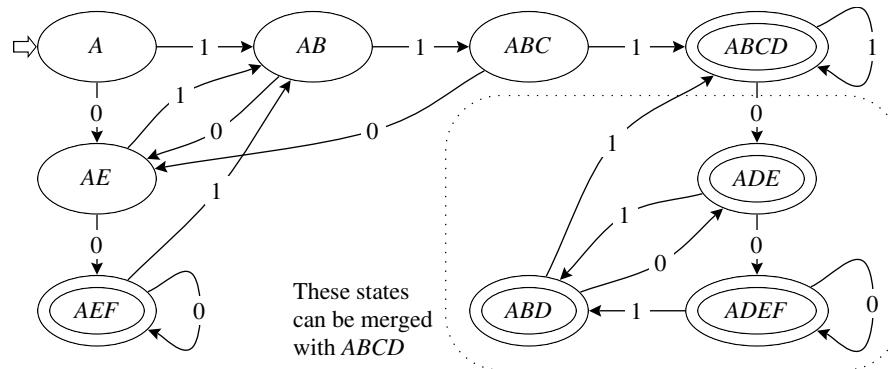 A 1 AB 1 ABC 1 ABCD 1
0 1 0 0 1 0
AE 1 1 ADE
0 0 0
AEF 0 These states ABD 1 ADEF 0
can be merged
with ABCD